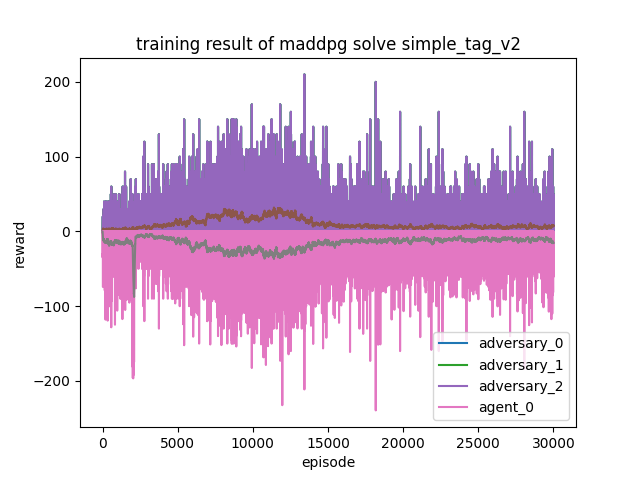 training result of maddpg solve simple_tag_v2
200
100
0
−100
−200
reward
0
5000
10000
15000
20000
25000
30000
episode
adversary_0
adversary_1
adversary_2
agent_0